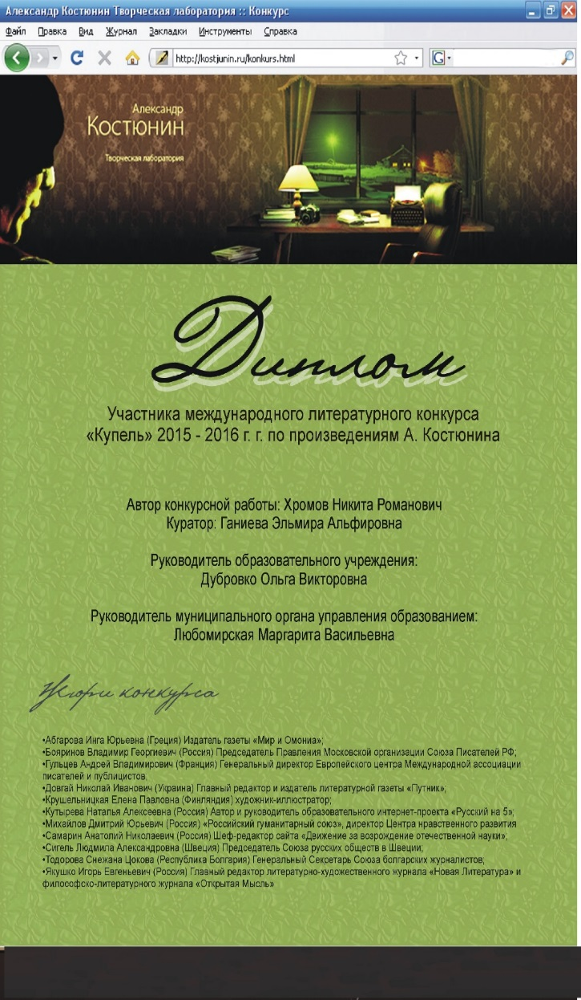 Александр Костюнин Творческая лаборатория :: Конкурс
Файл Правка Вид Журнал Закладки Инструменты Справка
http://kostjunin.ru/konkurs.html
G
Александр
Костюнин
Творческая лаборатория
Диплом
Участника международного литературного конкурса
«Купель» 2015 - 2016 г. г. по произведениям А. Костюнина
Автор конкурсной работы: Хромов Никита Романович
Куратор: Ганиева Эльмира Альфировна
Руководитель образовательного учреждения:
Дубровко Ольга Викторовна
Руководитель муниципального органа управления образованием:
Любомирская Маргарита Васильевна
Жюри конкурса
•Абгарова Инга Юрьевна (Греция) Издатель газеты «Мир и Омониа»;
•Бояринов Владимир Георгиевич (Россия) Председатель Правления Московской организации Союза Писателей РФ;
•Гульцев Андрей Владимирович (Франция) Генеральный директор Европейского центра Международной ассоциации
писателей и публицистов.
•Довгай Николай Иванович (Украина) Главный редактор и издатель литературной газеты «Путник»;
•Крушельницкая Елена Павловна (Финляндия) художник-иллюстратор;
•Кутырева Наталья Алексеевна (Россия) Автор и руководитель образовательного интернет-проекта «Русский на 5»;
•Михайлов Дмитрий Юрьевич (Россия) «Российский гуманитарный союз», директор Центра нравственного развития
•Самарин Анатолий Николаевич (Россия) Шеф-редактор сайта «Движение за возрождение отечественной науки»;
•Сигель Людмила Александровна (Швеция) Председатель Союза русских обществ в Швеции;
•Тодорова Снежана Цокова (Республика Болгария) Генеральный Секретарь Союза болгарских журналистов;
•Якушко Игорь Евгеньевич (Россия) Главный редактор литературно-художественного журнала «Новая Литература» и
философско-литературного журнала «Открытая Мысль»